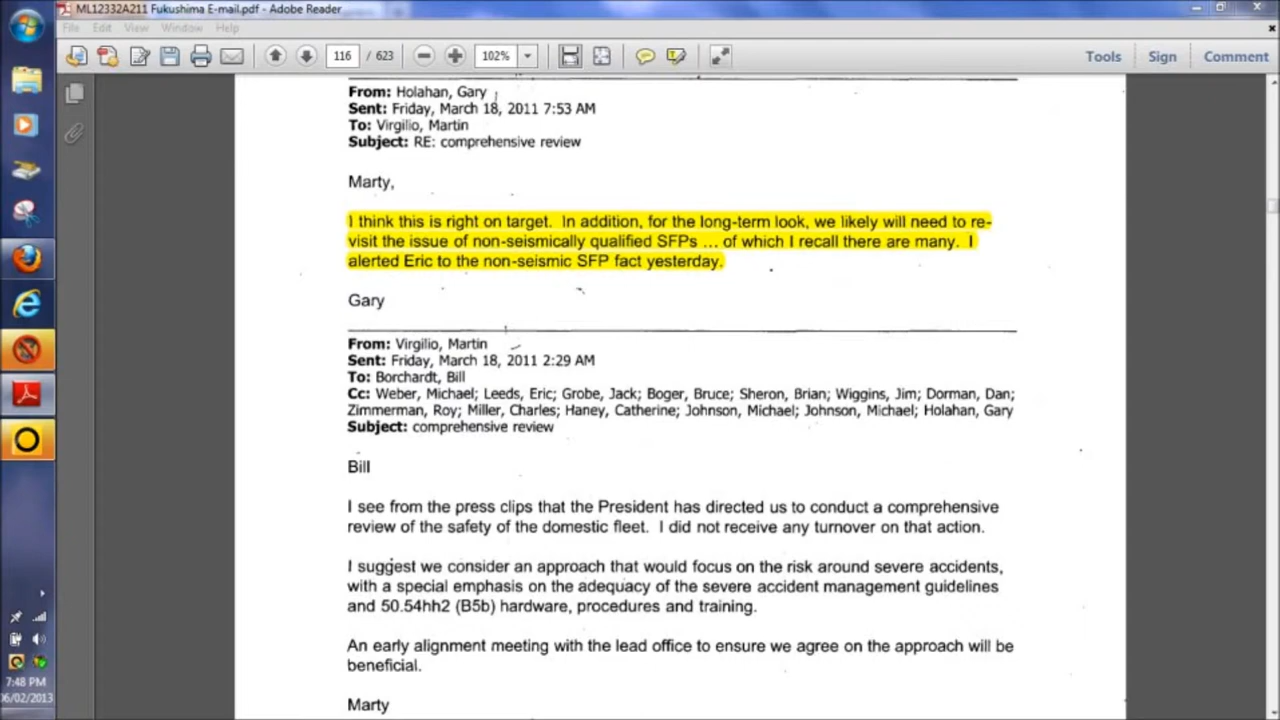 ML12332A211 Fukushima E-mail.pdf - Adobe Reader
File Edit View Window Help
116 / 623 102% Tools Sign Comment
From: Holahan, Gary
Sent: Friday, March 18, 2011 7:53 AM
To: Virgilio, Martin
Subject: RE: comprehensive review
Marty,
I think this is right on target. In addition, for the long-term look, we likely will need to re-
visit the issue of non-seismically qualified SFPs ... of which I recall there are many. I
alerted Eric to the non-seismic SFP fact yesterday.
Gary
From: Virgilio, Martin
Sent: Friday, March 18, 2011 2:29 AM
To: Borchardt, Bill
Cc: Weber, Michael; Leeds, Eric; Grobe, Jack; Boger, Bruce; Sheron, Brian; Wiggins, Jim; Dorman, Dan;
Zimmerman, Roy; Miller, Charles; Haney, Catherine; Johnson, Michael; Johnson, Michael; Holahan, Gary
Subject: comprehensive review
Bill
I see from the press clips that the President has directed us to conduct a comprehensive
review of the safety of the domestic fleet. I did not receive any turnover on that action.
I suggest we consider an approach that would focus on the risk around severe accidents,
with a special emphasis on the adequacy of the severe accident management guidelines
and 50.54hh2 (B5b) hardware, procedures and training.
An early alignment meeting with the lead office to ensure we agree on the approach will be
beneficial.
Marty
7:48 PM
06/02/2013